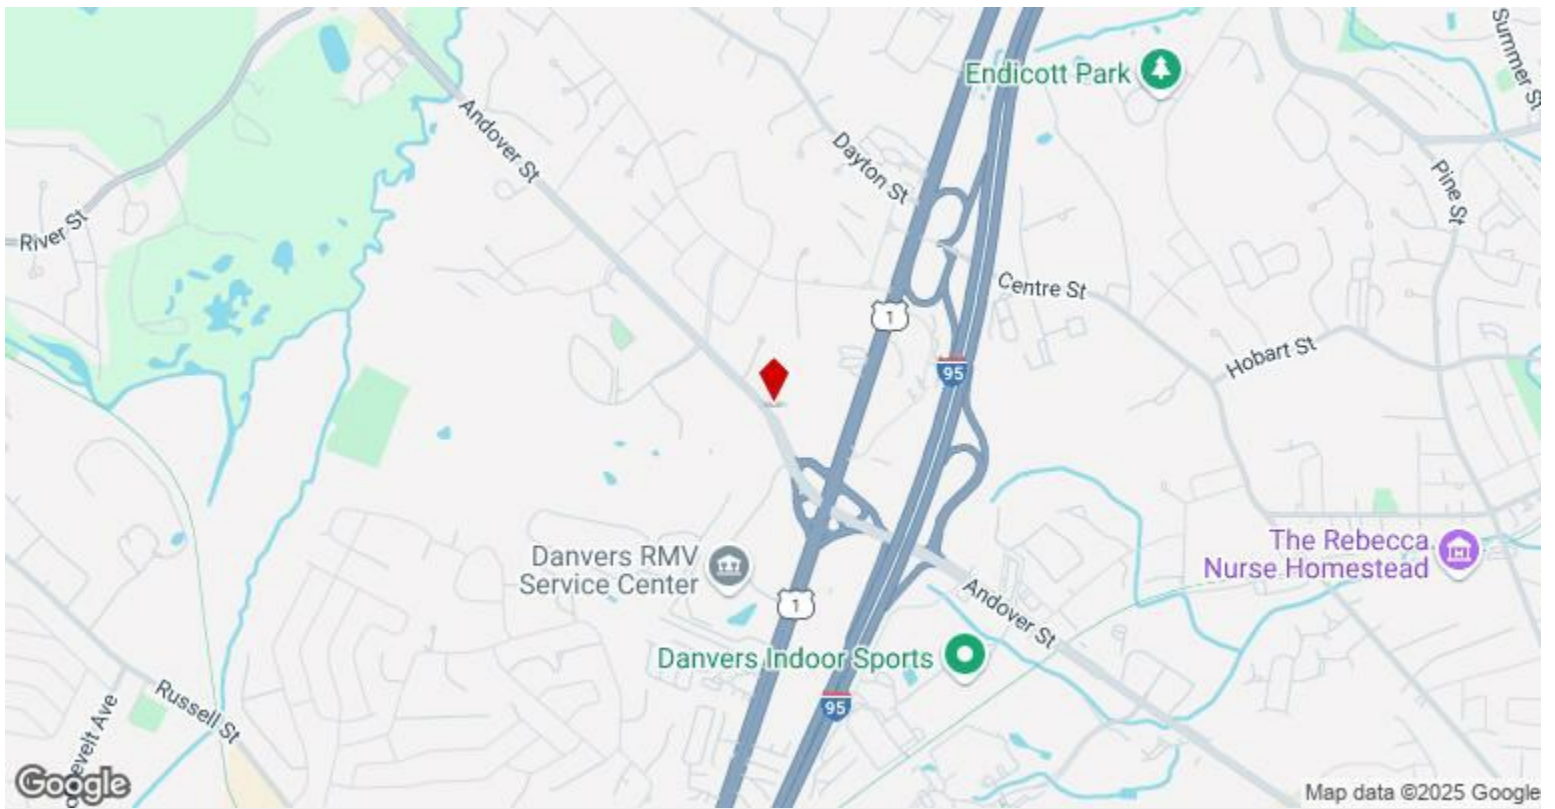 Summer St
Endicott Park
Andover St
Dayton St
Pine St
River St
Centre St
1
Hobart St
95
The Rebecca
Nurse Homestead
Danvers RMV
Service Center
1
Andover St
Danvers Indoor Sports
Russell St
95
Google
Map data ©2025 Google